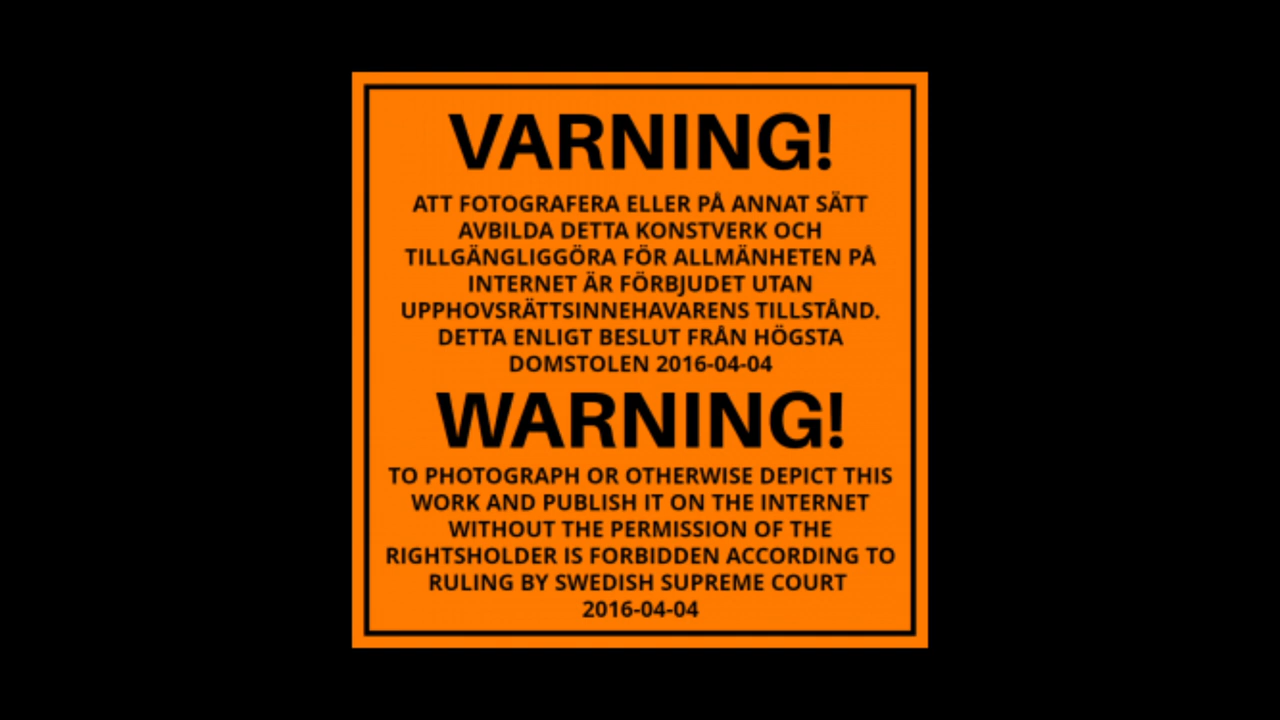 VARNING!
ATT FOTOGRAFERA ELLER PÅ ANNAT SÄTT
AVBILDA DETTA KONSTVERK OCH
TILLGÄNGLIGGÖRA FÖR ALLMÄNHETEN PÅ
INTERNET ÄR FÖRBJUDET UTAN
UPPHOVSRÄTTSINNEHAVARENS TILLSTÅND.
DETTA ENLIGT BESLUT FRÅN HÖGSTA
DOMSTOLEN 2016-04-04
WARNING!
TO PHOTOGRAPH OR OTHERWISE DEPICT THIS
WORK AND PUBLISH IT ON THE INTERNET
WITHOUT THE PERMISSION OF THE
RIGHTSHOLDER IS FORBIDDEN ACCORDING TO
RULING BY SWEDISH SUPREME COURT
2016-04-04